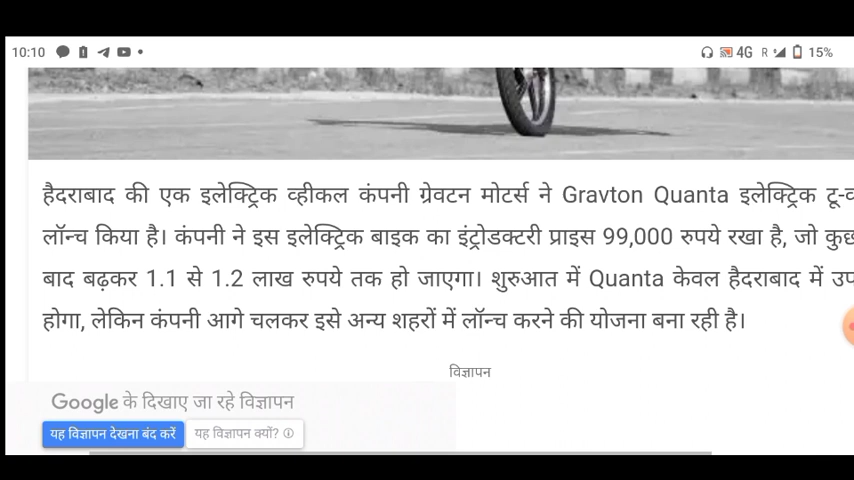 10:10 4G R 15%
हैदराबाद की एक इलेक्ट्रिक व्हीकल कंपनी ग्रेवटन मोटर्स ने Gravton Quanta इलेक्ट्रिक टू-व
लॉन्च किया है। कंपनी ने इस इलेक्ट्रिक बाइक का इंट्रोडक्टरी प्राइस 99,000 रुपये रखा है, जो कुछ
बाद बढ़कर 1.1 से 1.2 लाख रुपये तक हो जाएगा। शुरुआत में Quanta केवल हैदराबाद में उप
होगा, लेकिन कंपनी आगे चलकर इसे अन्य शहरों में लॉन्च करने की योजना बना रही है।
विज्ञापन
Google के दिखाए जा रहे विज्ञापन
यह विज्ञापन देखना बंद करें यह विज्ञापन क्यों?